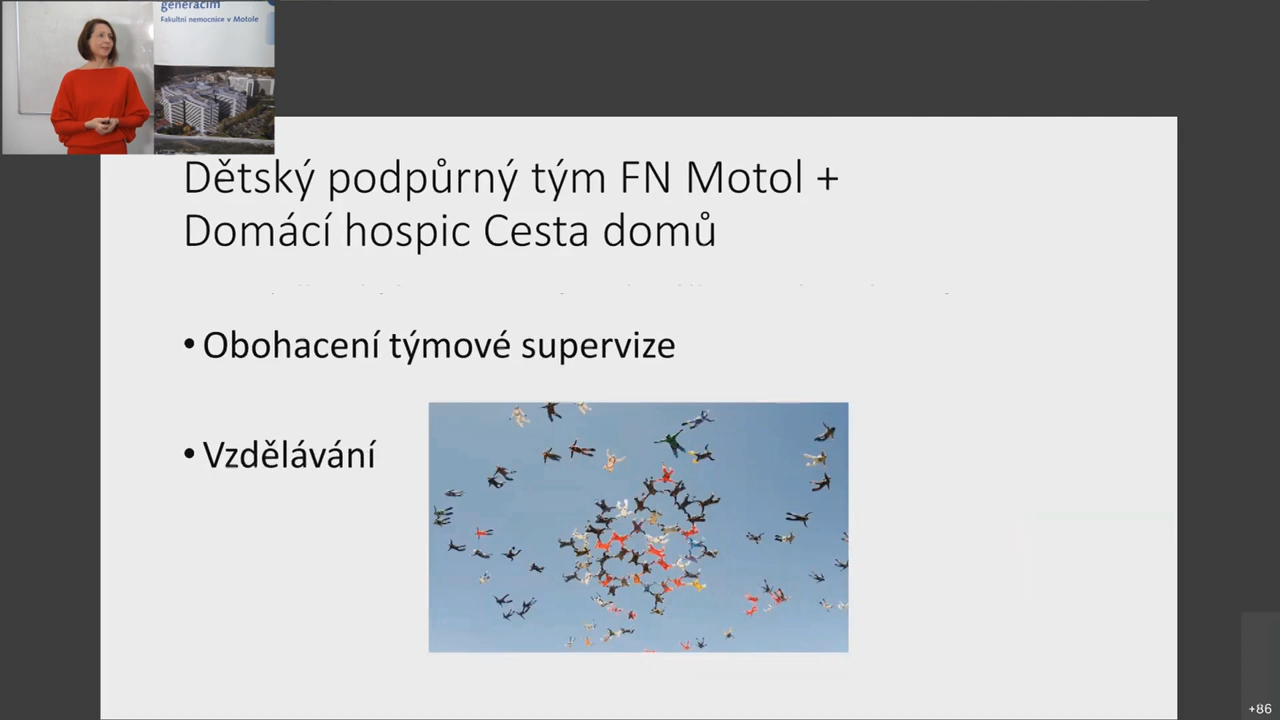 generacím
Fakultní nemocnice v Motole
Dětský podpůrný tým FN Motol +
Domácí hospic Cesta domů
• Obohacení týmové supervize
• Vzdělávání
+86